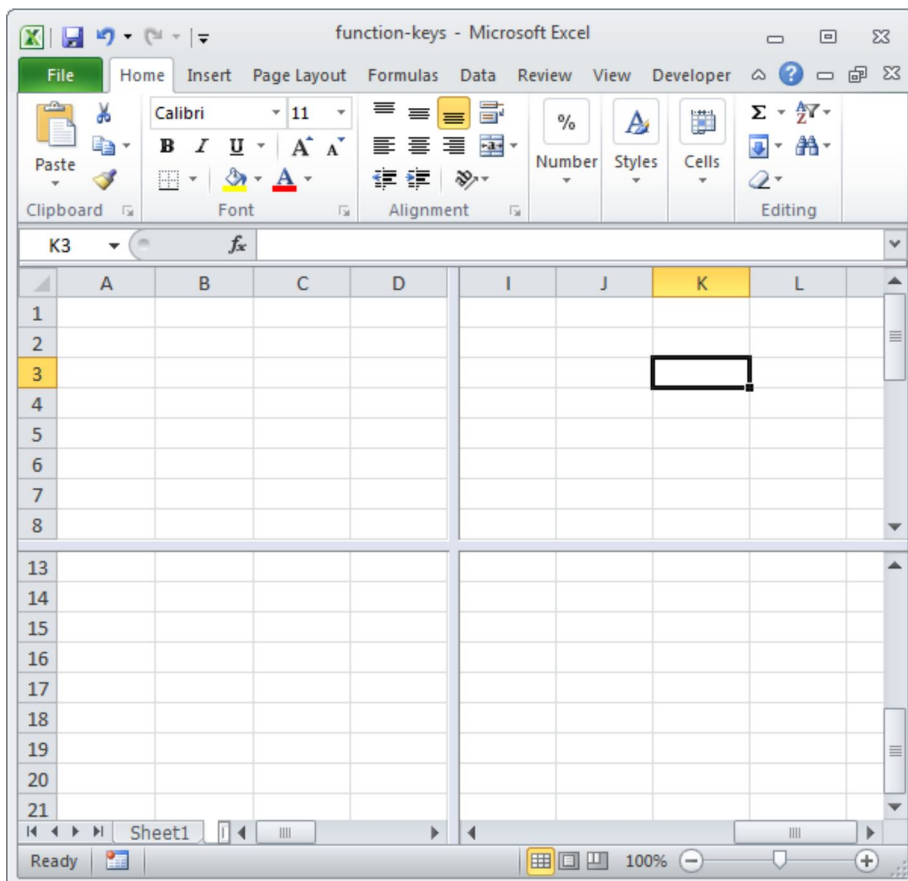 function-keys - Microsoft Excel
File Home Insert Page Layout Formulas Data Review View Developer
Calibri 11
B I U A A
% A
Paste Number Styles Cells
Clipboard Font Alignment Editing
K3 fx
A B C D I J K L
1
2
3
4
5
6
7
8
13
14
15
16
17
18
19
20
21
Sheet1
Ready 100%